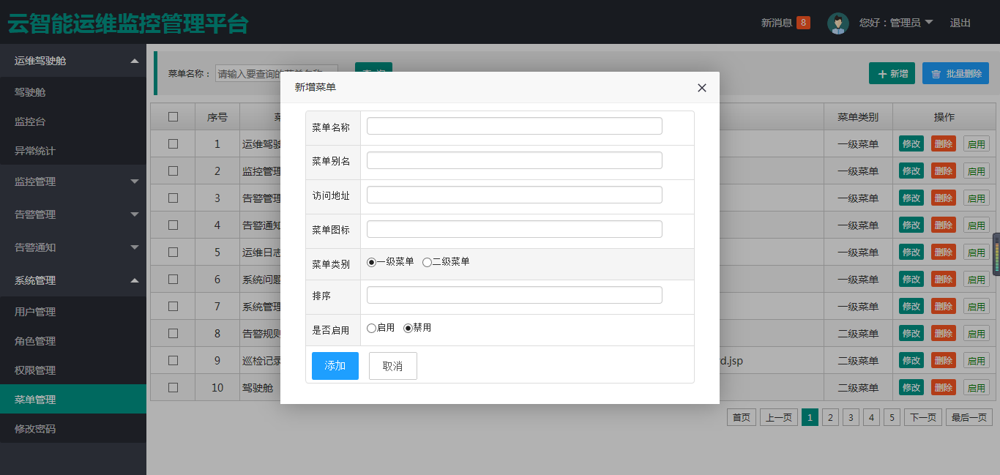 云智能运维监控管理平台
新消息 8 您好：管理员 退出
运维驾驶舱
驾驶舱
监控台
异常统计
监控管理
告警管理
告警通知
系统管理
用户管理
角色管理
权限管理
菜单管理
修改密码
菜单名称：
请输入要查询的菜单名称
查 询
新增 批量删除
序号 菜单类别 操作
1 运维驾驶 一级菜单 修改 删除 启用
2 监控管理 一级菜单 修改 删除 启用
3 告警管理 一级菜单 修改 删除 启用
4 告警通知 一级菜单 修改 删除 启用
5 运维日志 一级菜单 修改 删除 启用
6 系统问题 一级菜单 修改 删除 启用
7 系统管理 一级菜单 修改 删除 启用
8 告警规则 二级菜单 修改 删除 启用
9 巡检记录 rd.jsp 二级菜单 修改 删除 启用
10 驾驶舱 二级菜单 修改 删除 启用
首页 上一页 1 2 3 4 5 下一页 最后一页
新增菜单
菜单名称
菜单别名
访问地址
菜单图标
菜单类别 一级菜单 二级菜单
排序
是否启用 启用 禁用
添加 取消